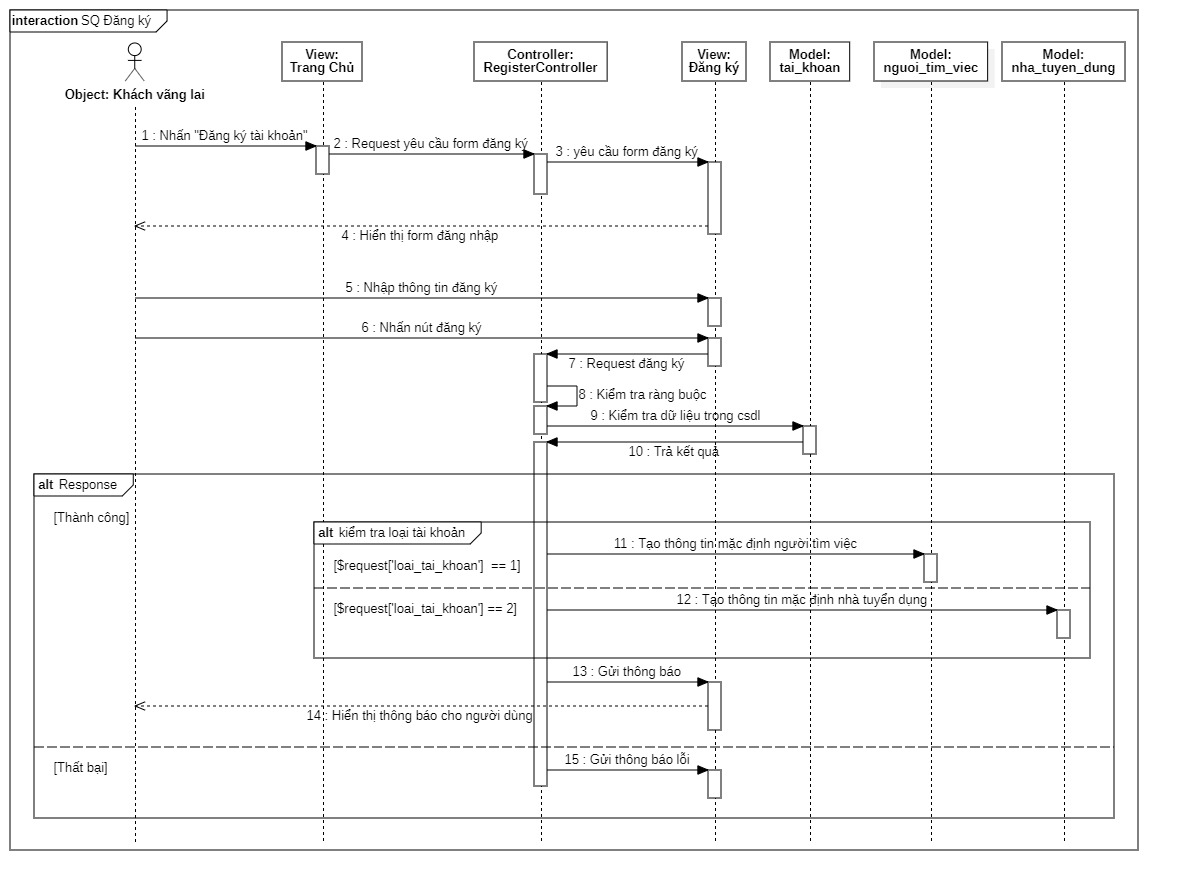 interaction SQ Đăng ký
View:
Trang Chủ
Controller:
RegisterController
View:
Đăng ký
Model:
tai_khoan
Model:
nguoi_tim_viec
Model:
nha_tuyen_dung
Object: Khách vãng lai
1 : Nhấn "Đăng ký tài khoản"
2 : Request yêu cầu form đăng ký
3 : yêu cầu form đăng ký
4 : Hiển thị form đăng nhập
5 : Nhập thông tin đăng ký
6 : Nhấn nút đăng ký
7 : Request đăng ký
8 : Kiểm tra ràng buộc
9 : Kiểm tra dữ liệu trong csdl
10 : Trả kết quả
alt Response
[Thành công]
alt kiểm tra loại tài khoản
11 : Tạo thông tin mặc định người tìm việc
[$request['loai_tai_khoan'] == 1]
12 : Tạo thông tin mặc định nhà tuyển dụng
[$request['loai_tai_khoan'] == 2]
13 : Gửi thông báo
14 : Hiển thị thông báo cho người dùng
15 : Gửi thông báo lỗi
[Thất bại]